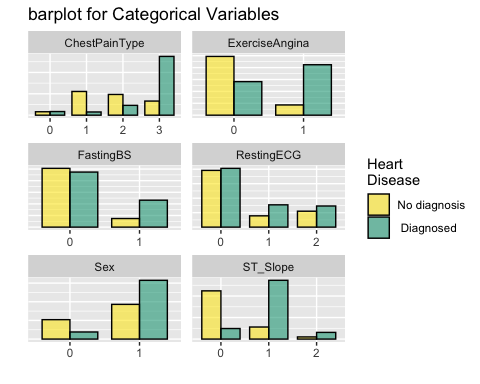 barplot for Categorical Variables
ChestPainType
ExerciseAngina
0 1 2 3
0 1
FastingBS
RestingECG
0 1
0 1 2
Sex
ST_Slope
0 1
0 1 2
Heart
Disease
No diagnosis
Diagnosed